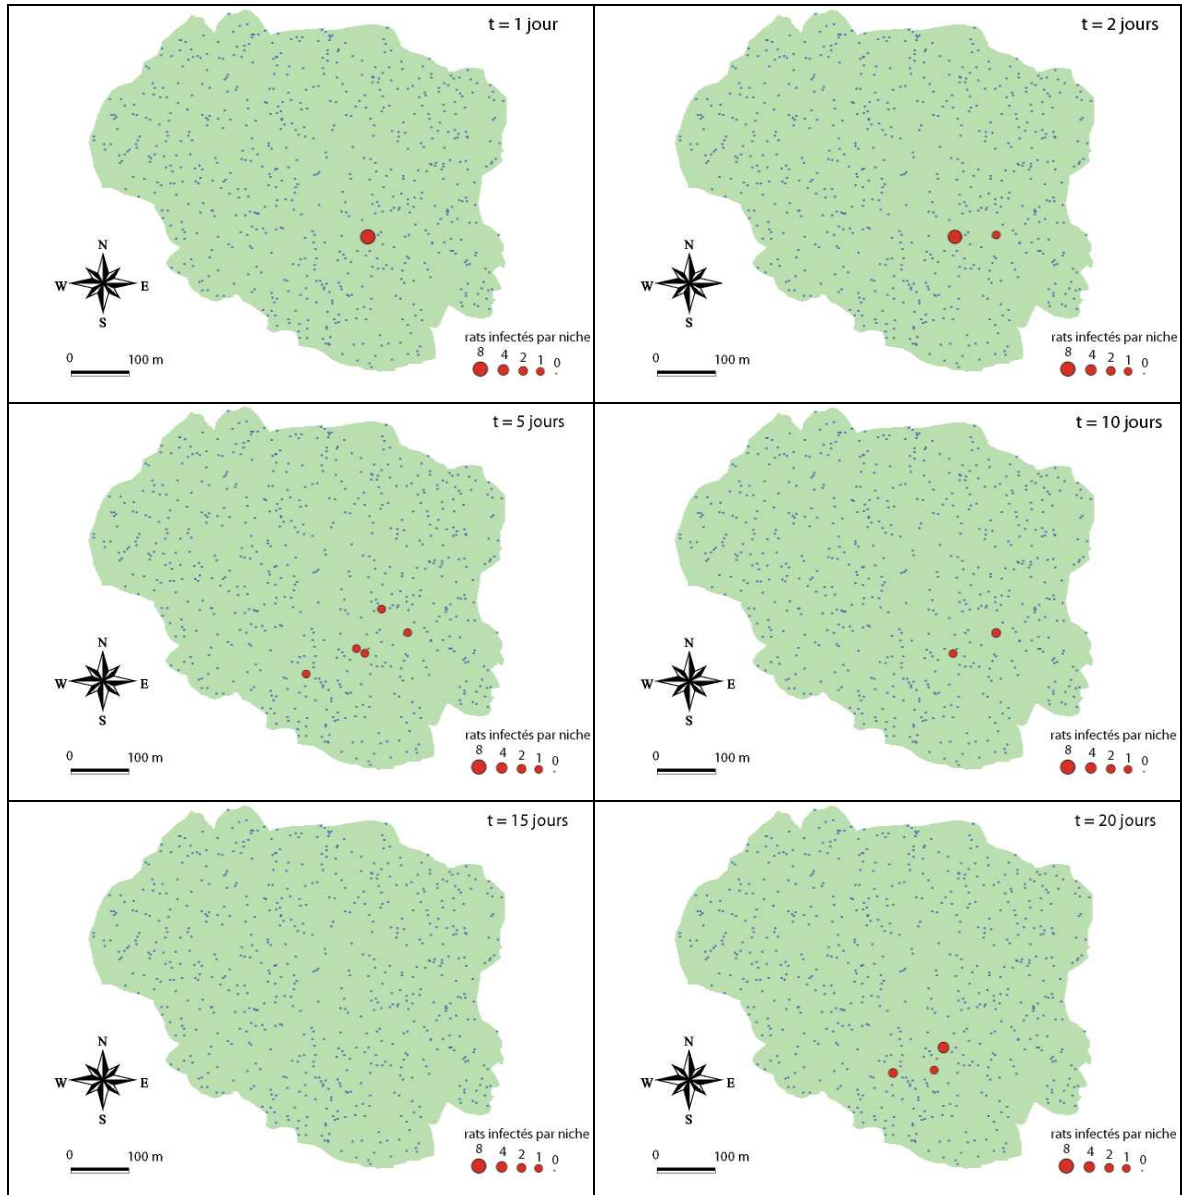 t = 1 jour
N
W E
S
rats infectés par niche
8 4 2 1 0
0 100 m
t = 2 jours
N
W E
S
rats infectés par niche
8 4 2 1 0
0 100 m
t = 5 jours
N
W E
S
rats infectés par niche
8 4 2 1 0
0 100 m
t = 10 jours
N
W E
S
rats infectés par niche
8 4 2 1 0
0 100 m
t = 15 jours
N
W E
S
rats infectés par niche
8 4 2 1 0
0 100 m
t = 20 jours
N
W E
S
rats infectés par niche
8 4 2 1 0
0 100 m